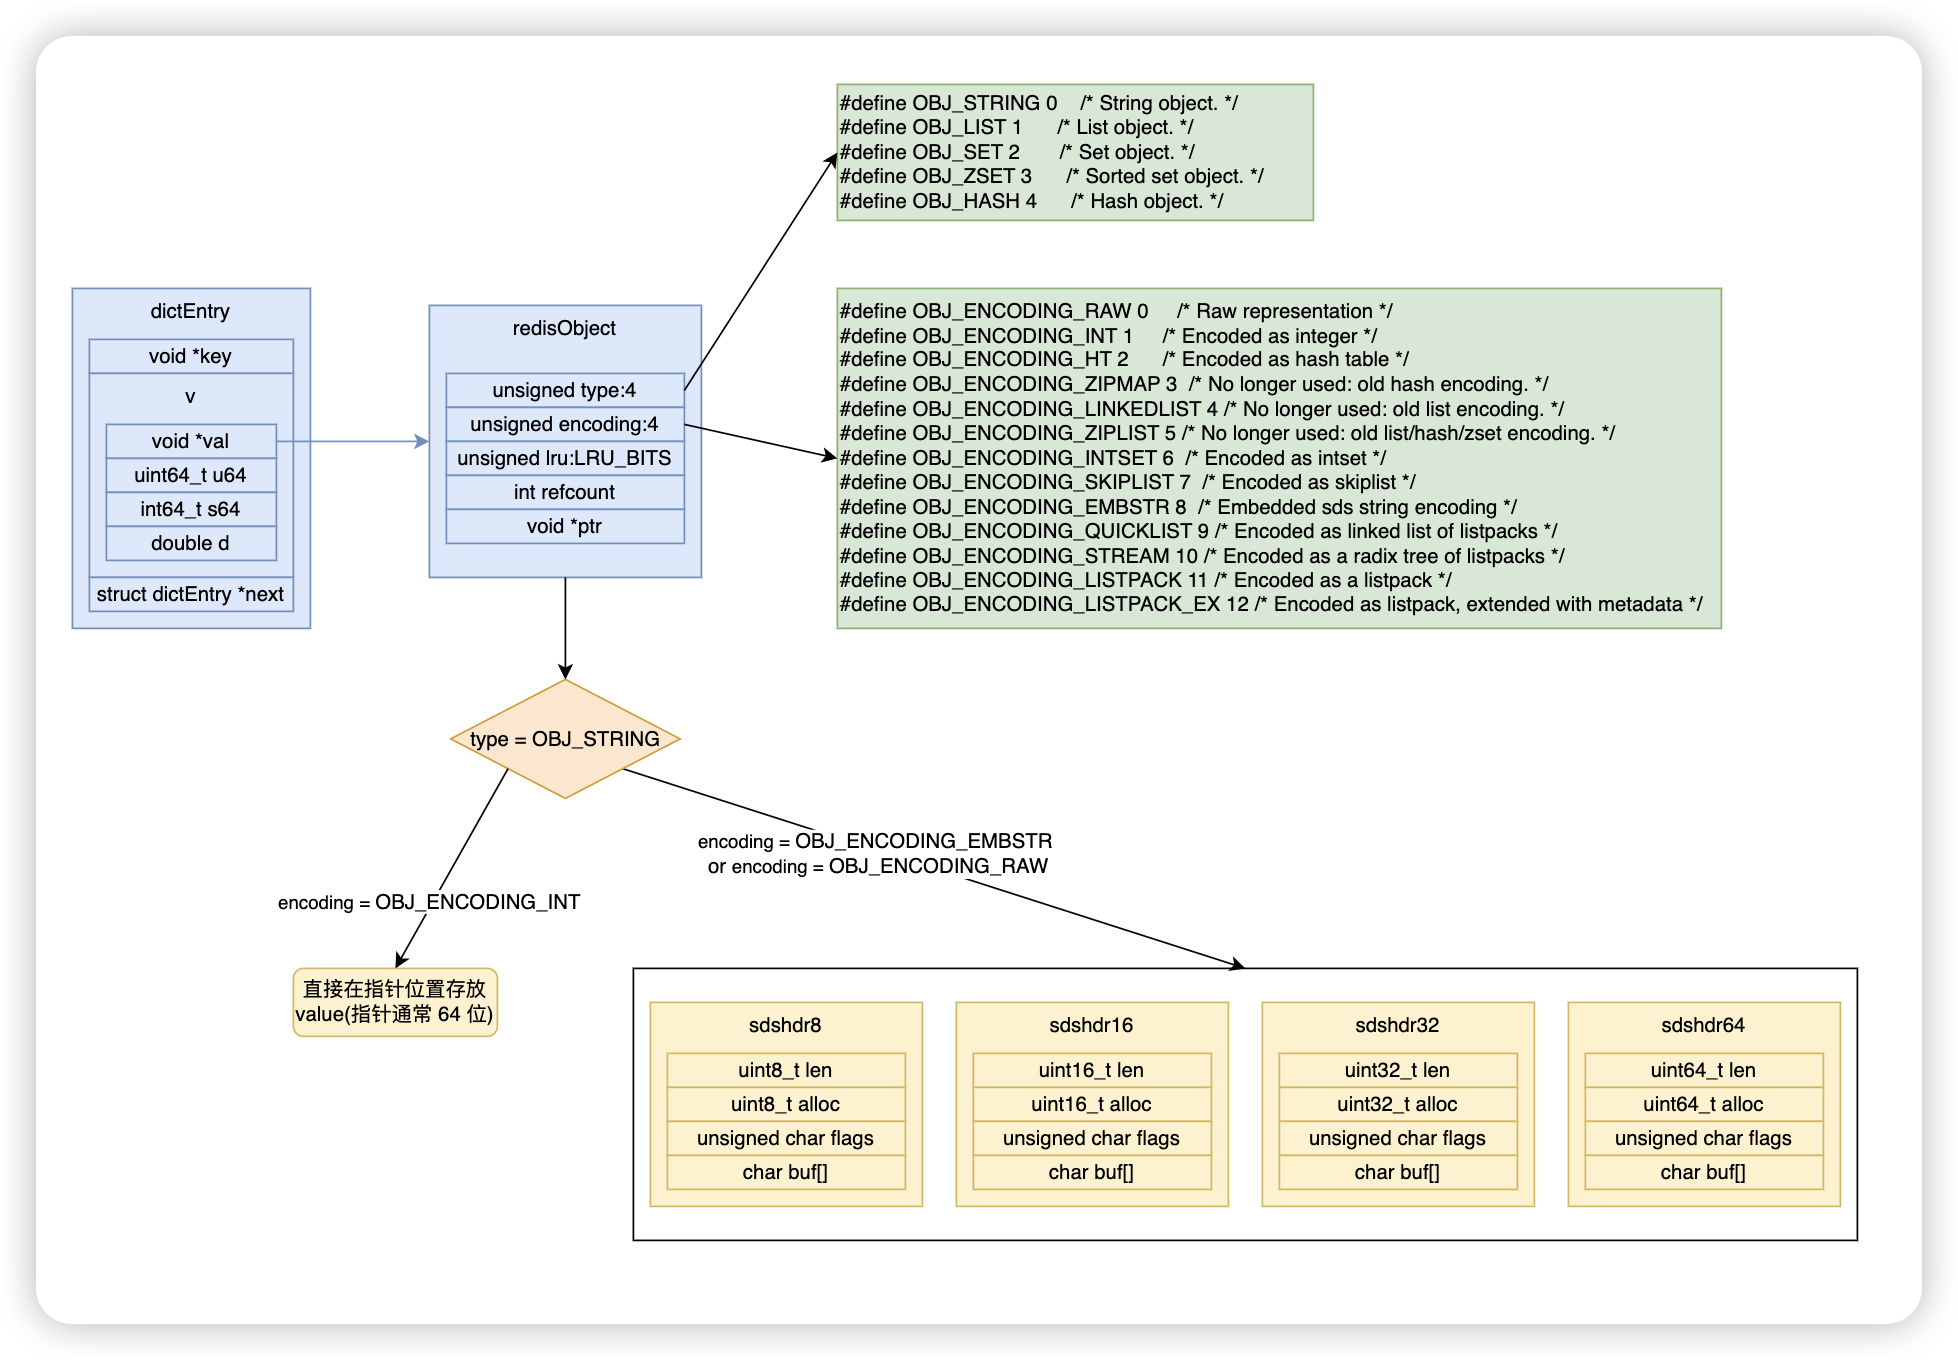 #define OBJ_STRING 0    /* String object. */
#define OBJ_LIST 1      /* List object. */
#define OBJ_SET 2       /* Set object. */
#define OBJ_ZSET 3      /* Sorted set object. */
#define OBJ_HASH 4      /* Hash object. */
dictEntry
void *key
v
void *val
uint64_t u64
int64_t s64
double d
struct dictEntry *next
redisObject
unsigned type:4
unsigned encoding:4
unsigned lru:LRU_BITS
int refcount
void *ptr
#define OBJ_ENCODING_RAW 0     /* Raw representation */
#define OBJ_ENCODING_INT 1     /* Encoded as integer */
#define OBJ_ENCODING_HT 2      /* Encoded as hash table */
#define OBJ_ENCODING_ZIPMAP 3  /* No longer used: old hash encoding. */
#define OBJ_ENCODING_LINKEDLIST 4 /* No longer used: old list encoding. */
#define OBJ_ENCODING_ZIPLIST 5 /* No longer used: old list/hash/zset encoding. */
#define OBJ_ENCODING_INTSET 6  /* Encoded as intset */
#define OBJ_ENCODING_SKIPLIST 7  /* Encoded as skiplist */
#define OBJ_ENCODING_EMBSTR 8  /* Embedded sds string encoding */
#define OBJ_ENCODING_QUICKLIST 9 /* Encoded as linked list of listpacks */
#define OBJ_ENCODING_STREAM 10 /* Encoded as a radix tree of listpacks */
#define OBJ_ENCODING_LISTPACK 11 /* Encoded as a listpack */
#define OBJ_ENCODING_LISTPACK_EX 12 /* Encoded as listpack, extended with metadata */
type = OBJ_STRING
encoding = OBJ_ENCODING_EMBSTR
or encoding = OBJ_ENCODING_RAW
encoding = OBJ_ENCODING_INT
直接在指针位置存放
value(指针通常 64 位)
sdshdr8
uint8_t len
uint8_t alloc
unsigned char flags
char buf[]
sdshdr16
uint16_t len
uint16_t alloc
unsigned char flags
char buf[]
sdshdr32
uint32_t len
uint32_t alloc
unsigned char flags
char buf[]
sdshdr64
uint64_t len
uint64_t alloc
unsigned char flags
char buf[]